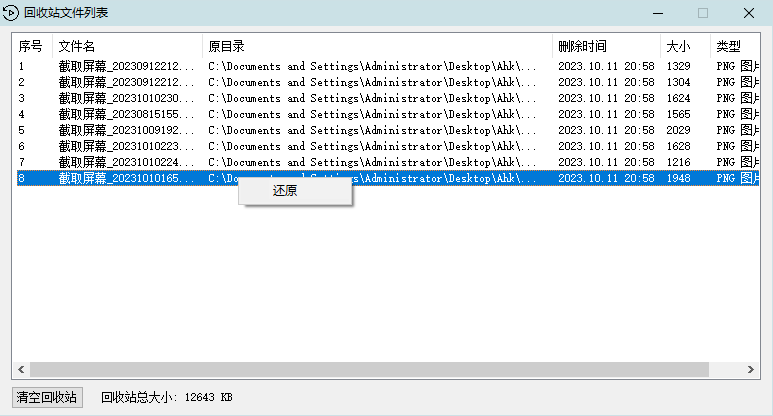 回收站文件列表
序号 文件名 原目录 删除时间 大小 类型
1 截取屏幕_20230912212... C:\Documents and Settings\Administrator\Desktop\Ahk\... 2023.10.11 20:58 1329 PNG 图片
2 截取屏幕_20230912212... C:\Documents and Settings\Administrator\Desktop\Ahk\... 2023.10.11 20:58 1304 PNG 图片
3 截取屏幕_20231010230... C:\Documents and Settings\Administrator\Desktop\Ahk\... 2023.10.11 20:58 1624 PNG 图片
4 截取屏幕_20230815155... C:\Documents and Settings\Administrator\Desktop\Ahk\... 2023.10.11 20:58 1565 PNG 图片
5 截取屏幕_20231009192... C:\Documents and Settings\Administrator\Desktop\Ahk\... 2023.10.11 20:58 2029 PNG 图片
6 截取屏幕_20231010223... C:\Documents and Settings\Administrator\Desktop\Ahk\... 2023.10.11 20:58 1628 PNG 图片
7 截取屏幕_20231010224... C:\Documents and Settings\Administrator\Desktop\Ahk\... 2023.10.11 20:58 1216 PNG 图片
8 截取屏幕_20231010165... C:\Documents and Settings\Administrator\Desktop\Ahk\... 2023.10.11 20:58 1948 PNG 图片
还原
清空回收站 回收站总大小: 12643 KB